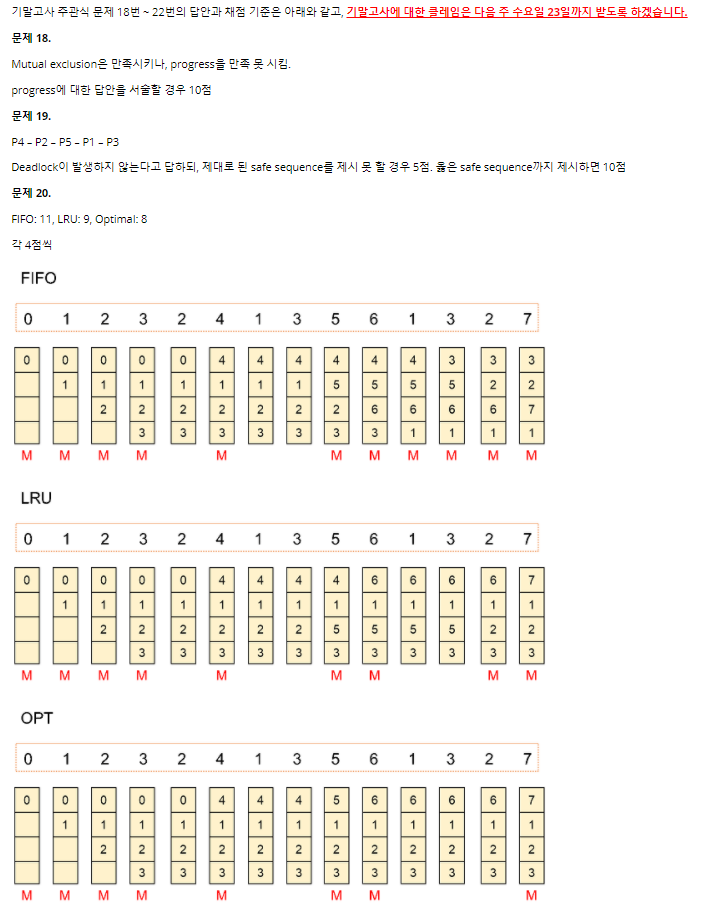 기말고사 주관식 문제 18번 ~ 22번의 답안과 채점 기준은 아래와 같고, 기말고사에 대한 클레임은 다음 주 수요일 23일까지 받도록 하겠습니다.
문제 18.
Mutual exclusion은 만족시키나, progress을 만족 못 시킴.
progress에 대한 답안을 서술할 경우 10점
문제 19.
P4 – P2 – P5 – P1 – P3
Deadlock이 발생하지 않는다고 답하되, 제대로 된 safe sequence를 제시 못 할 경우 5점. 옳은 safe sequence까지 제시하면 10점
문제 20.
FIFO: 11, LRU: 9, Optimal: 8
각 4점씩
FIFO
0 1 2 3 2 4 1 3 5 6 1 3 2 7
0 0 0 0 0 4 4 4 4 4 4 3 3 3
1 1 1 1 1 1 1 5 5 5 5 2 2
2 2 2 2 2 2 2 6 6 6 6 7
3 3 3 3 3 3 3 1 1 1 1
M M M M M M M M M M M
LRU
0 1 2 3 2 4 1 3 5 6 1 3 2 7
0 0 0 0 0 4 4 4 4 6 6 6 6 7
1 1 1 1 1 1 1 1 1 1 1 1 1
2 2 2 2 2 2 5 5 5 5 2 2
3 3 3 3 3 3 3 3 3 3 3
M M M M M M M M M
OPT
0 1 2 3 2 4 1 3 5 6 1 3 2 7
0 0 0 0 0 4 4 4 5 6 6 6 6 7
1 1 1 1 1 1 1 1 1 1 1 1 1
2 2 2 2 2 2 2 2 2 2 2 2
3 3 3 3 3 3 3 3 3 3 3
M M M M M M M M